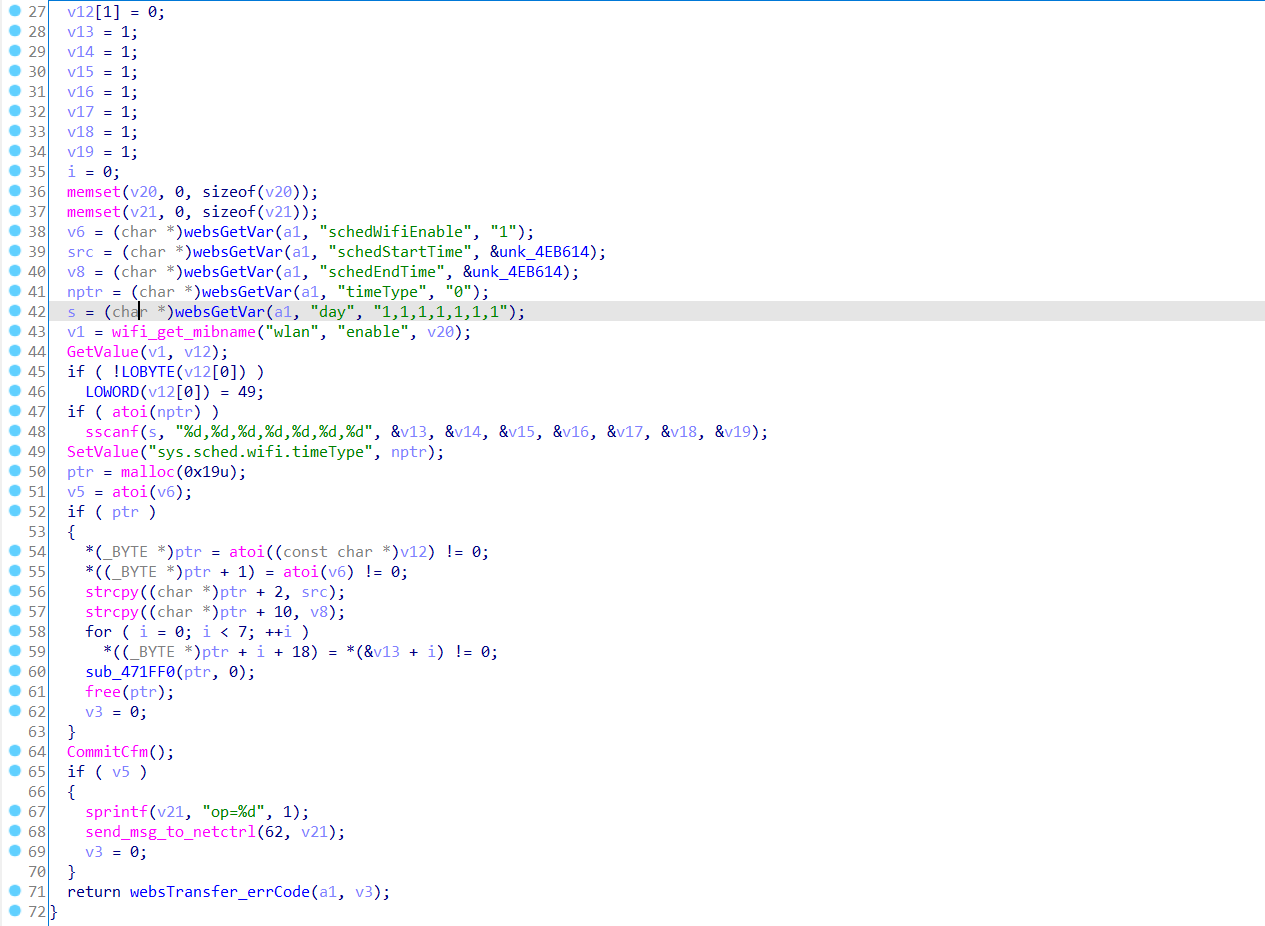 27 v12[1] = 0;
28 v13 = 1;
29 v14 = 1;
30 v15 = 1;
31 v16 = 1;
32 v17 = 1;
33 v18 = 1;
34 v19 = 1;
35 i = 0;
36 memset(v20, 0, sizeof(v20));
37 memset(v21, 0, sizeof(v21));
38 v6 = (char *)websGetVar(a1, "schedWifiEnable", "1");
39 src = (char *)websGetVar(a1, "schedStartTime", &unk_4EB614);
40 v8 = (char *)websGetVar(a1, "schedEndTime", &unk_4EB614);
41 nptr = (char *)websGetVar(a1, "timeType", "0");
42 s = (char *)websGetVar(a1, "day", "1,1,1,1,1,1,1");
43 v1 = wifi_get_mibname("wlan", "enable", v20);
44 GetValue(v1, v12);
45 if ( !LOBYTE(v12[0]) )
46 LOWORD(v12[0]) = 49;
47 if ( atoi(nptr) )
48 sscanf(s, "%d,%d,%d,%d,%d,%d,%d", &v13, &v14, &v15, &v16, &v17, &v18, &v19);
49 SetValue("sys.sched.wifi.timeType", nptr);
50 ptr = malloc(0x19u);
51 v5 = atoi(v6);
52 if ( ptr )
53 {
54 *(_BYTE *)ptr = atoi((const char *)v12) != 0;
55 *((_BYTE *)ptr + 1) = atoi(v6) != 0;
56 strcpy((char *)ptr + 2, src);
57 strcpy((char *)ptr + 10, v8);
58 for ( i = 0; i < 7; ++i )
59 *((_BYTE *)ptr + i + 18) = *(&v13 + i) != 0;
60 sub_471FF0(ptr, 0);
61 free(ptr);
62 v3 = 0;
63 }
64 CommitCfm();
65 if ( v5 )
66 {
67 sprintf(v21, "op=%d", 1);
68 send_msg_to_netctrl(62, v21);
69 v3 = 0;
70 }
71 return websTransfer_errCode(a1, v3);
72 }